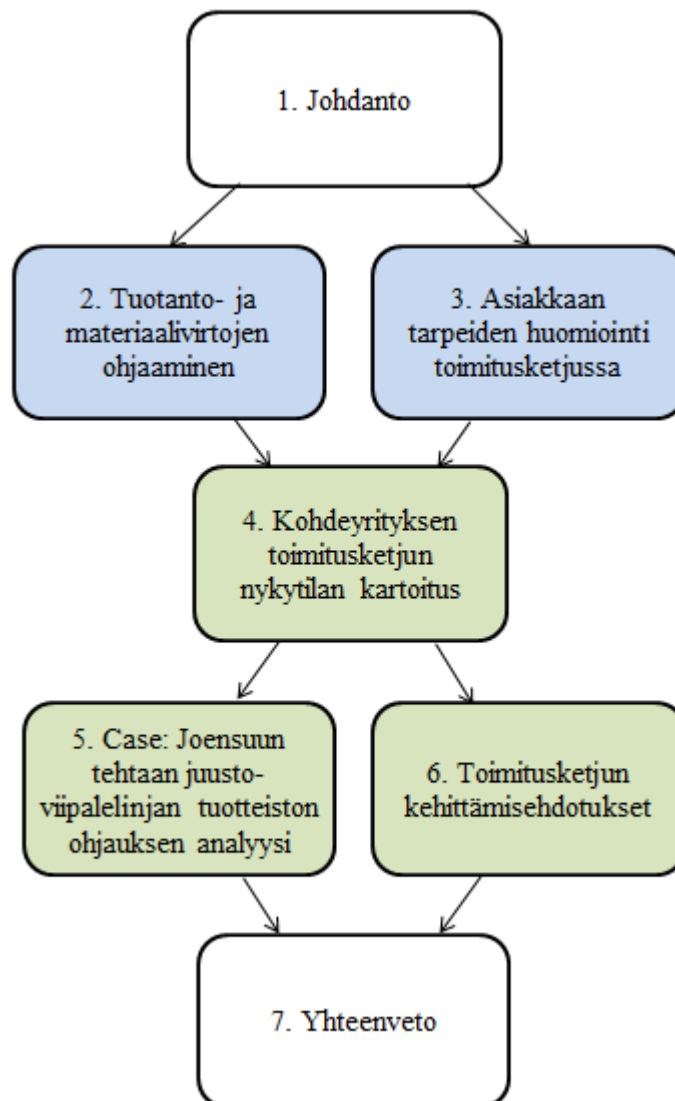 1. Johdanto
2. Tuotanto- ja
materiaalivirtojen
ohjaaminen
3. Asiakkaan
tarpeiden huomiointi
toimitusketjussa
4. Kohdeyrityksen
toimitusketjun
nykytilan kartoitus
5. Case: Joensuun
tehtaan juusto-
viipalelinjan tuotteiston
ohjauksen analyysi
6. Toimitusketjun
kehittämisehdotukset
7. Yhteenveto